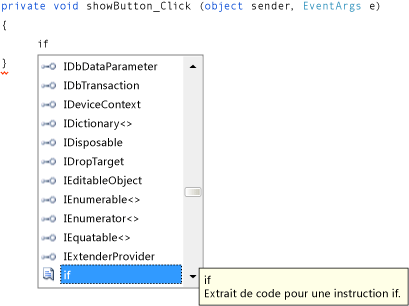 private void showButton_Click (object sender, EventArgs e)
{
if
}
IDbDataParameter
IDbTransaction
IDeviceContext
IDictionary<>
IDisposable
IDropTarget
IEditableObject
IEnumerable<>
IEnumerator<>
IEquatable<>
IExtenderProvider
if
if
Extrait de code pour une instruction if.